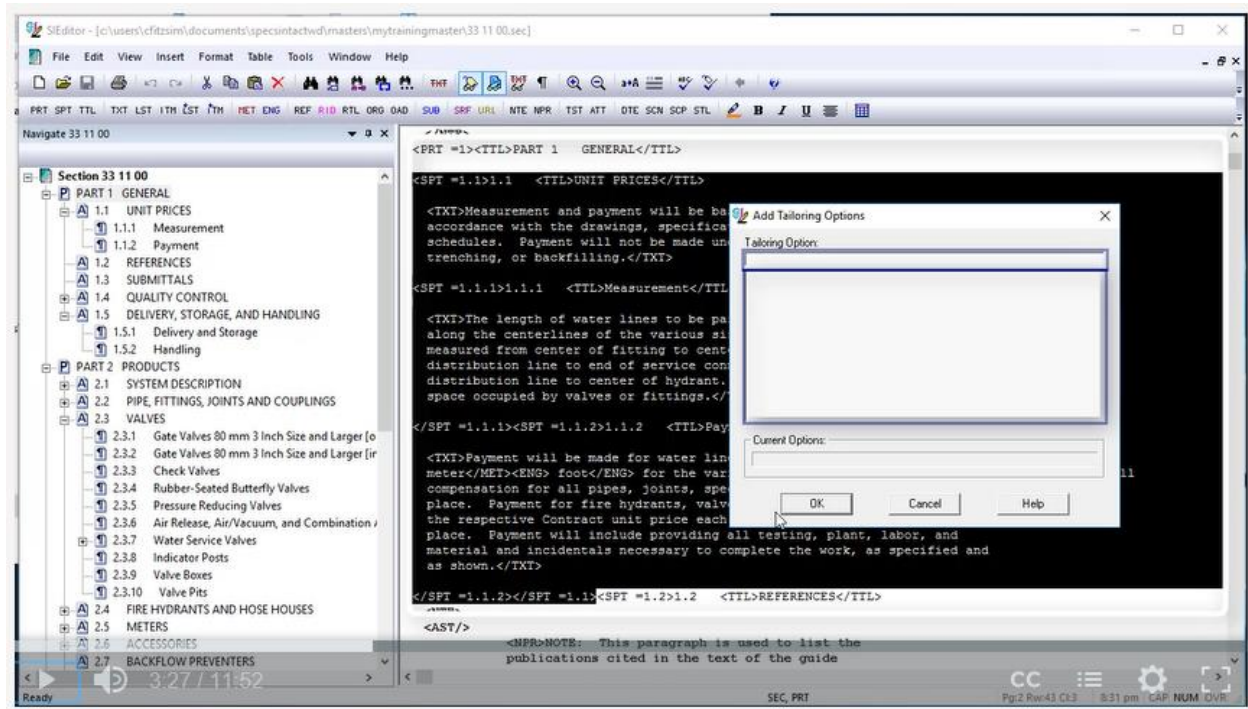 SIEditor - [c:\users\cfitzsim\documents\specsintactwd\masters\mytrainingmaster\33 11 00.sec]
File Edit View Insert Format Table Tools Window Help
PRT SPT TTL TXT LST ITM MET ENG REF RID RTL ORG OAD SUB SRF URL NTE NPR TST ATT DTE SCN SCP STL B I U
Navigate 33 11 00
Section 33 11 00
PART 1 GENERAL
1.1 UNIT PRICES
1.1.1 Measurement
1.1.2 Payment
1.2 REFERENCES
1.3 SUBMITTALS
1.4 QUALITY CONTROL
1.5 DELIVERY, STORAGE, AND HANDLING
1.5.1 Delivery and Storage
1.5.2 Handling
PART 2 PRODUCTS
2.1 SYSTEM DESCRIPTION
2.2 PIPE, FITTINGS, JOINTS AND COUPLINGS
2.3 VALVES
2.3.1 Gate Valves 80 mm 3 Inch Size and Larger [o
2.3.2 Gate Valves 80 mm 3 Inch Size and Larger [ir
2.3.3 Check Valves
2.3.4 Rubber-Seated Butterfly Valves
2.3.5 Pressure Reducing Valves
2.3.6 Air Release, Air/Vacuum, and Combination
2.3.7 Water Service Valves
2.3.8 Indicator Posts
2.3.9 Valve Boxes
2.3.10 Valve Pits
2.4 FIRE HYDRANTS AND HOSE HOUSES
2.5 METERS
2.6 ACCESSORIES
2.7 BACKFLOW PREVENTERS
<PRT =1><TTL>PART 1 GENERAL</TTL>
<SPT =1.1>1.1 <TTL>UNIT PRICES</TTL>
<TXT>Measurement and payment will be ba
accordance with the drawings, specifica
schedules. Payment will not be made un
trenching, or backfilling.</TXT>
<SPT =1.1.1>1.1.1 <TTL>Measurement</TTL
<TXT>The length of water lines to be pa
along the centerlines of the various si
measured from center of fitting to cent
distribution line to end of service con
distribution line to center of hydrant.
space occupied by valves or fittings.</
</SPT =1.1.1><SPT =1.1.2>1.1.2 <TTL>Pay
<TXT>Payment will be made for water lin
meter</MET><ENG> foot</ENG> for the var ll
compensation for all pipes, joints, spe
place. Payment for fire hydrants, valv
the respective Contract unit price each
place. Payment will include providing all testing, plant, labor, and
material and incidentals necessary to complete the work, as specified and
as shown.</TXT>
</SPT =1.1.2></SPT =1.1><SPT =1.2>1.2 <TTL>REFERENCES</TTL>
<AST/>
<NPR>NOTE: This paragraph is used to list the
publications cited in the text of the guide
Add Tailoring Options
Tailoring Option:
Current Options:
OK Cancel Help
3:27 / 11:52
CC
Ready SEC, PRT Pg:2 Rw:43 Ct:3 8:31 pm CAP NUM OVR